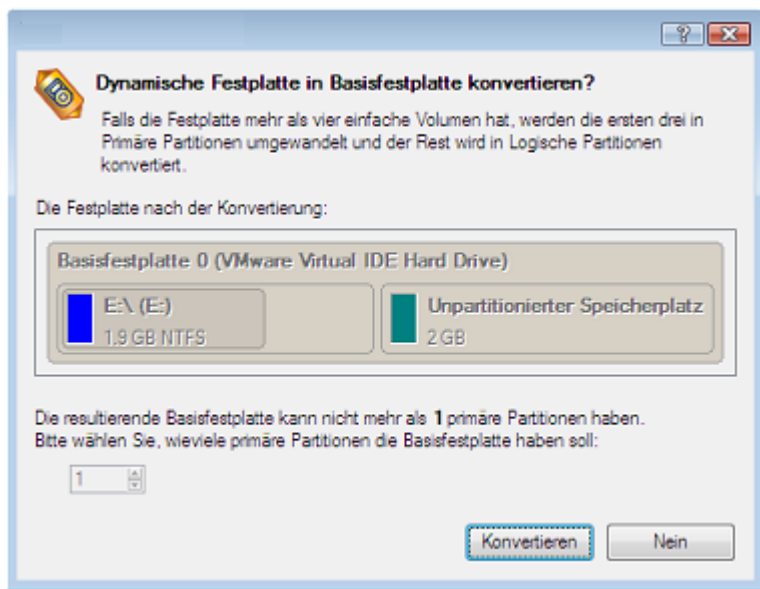 Dynamische Festplatte in Basisfestplatte konvertieren?
Falls die Festplatte mehr als vier einfache Volumen hat, werden die ersten drei in
Primäre Partitionen umgewandelt und der Rest wird in Logische Partitionen
konvertiert.
Die Festplatte nach der Konvertierung:
Basisfestplatte 0 (VMware Virtual IDE Hard Drive)
E:\ (E:)
1.9 GB NTFS
Unpartitionierter Speicherplatz
2 GB
Die resultierende Basisfestplatte kann nicht mehr als 1 primäre Partitionen haben.
Bitte wählen Sie, wieviele primäre Partitionen die Basisfestplatte haben soll:
1
Konvertieren
Nein